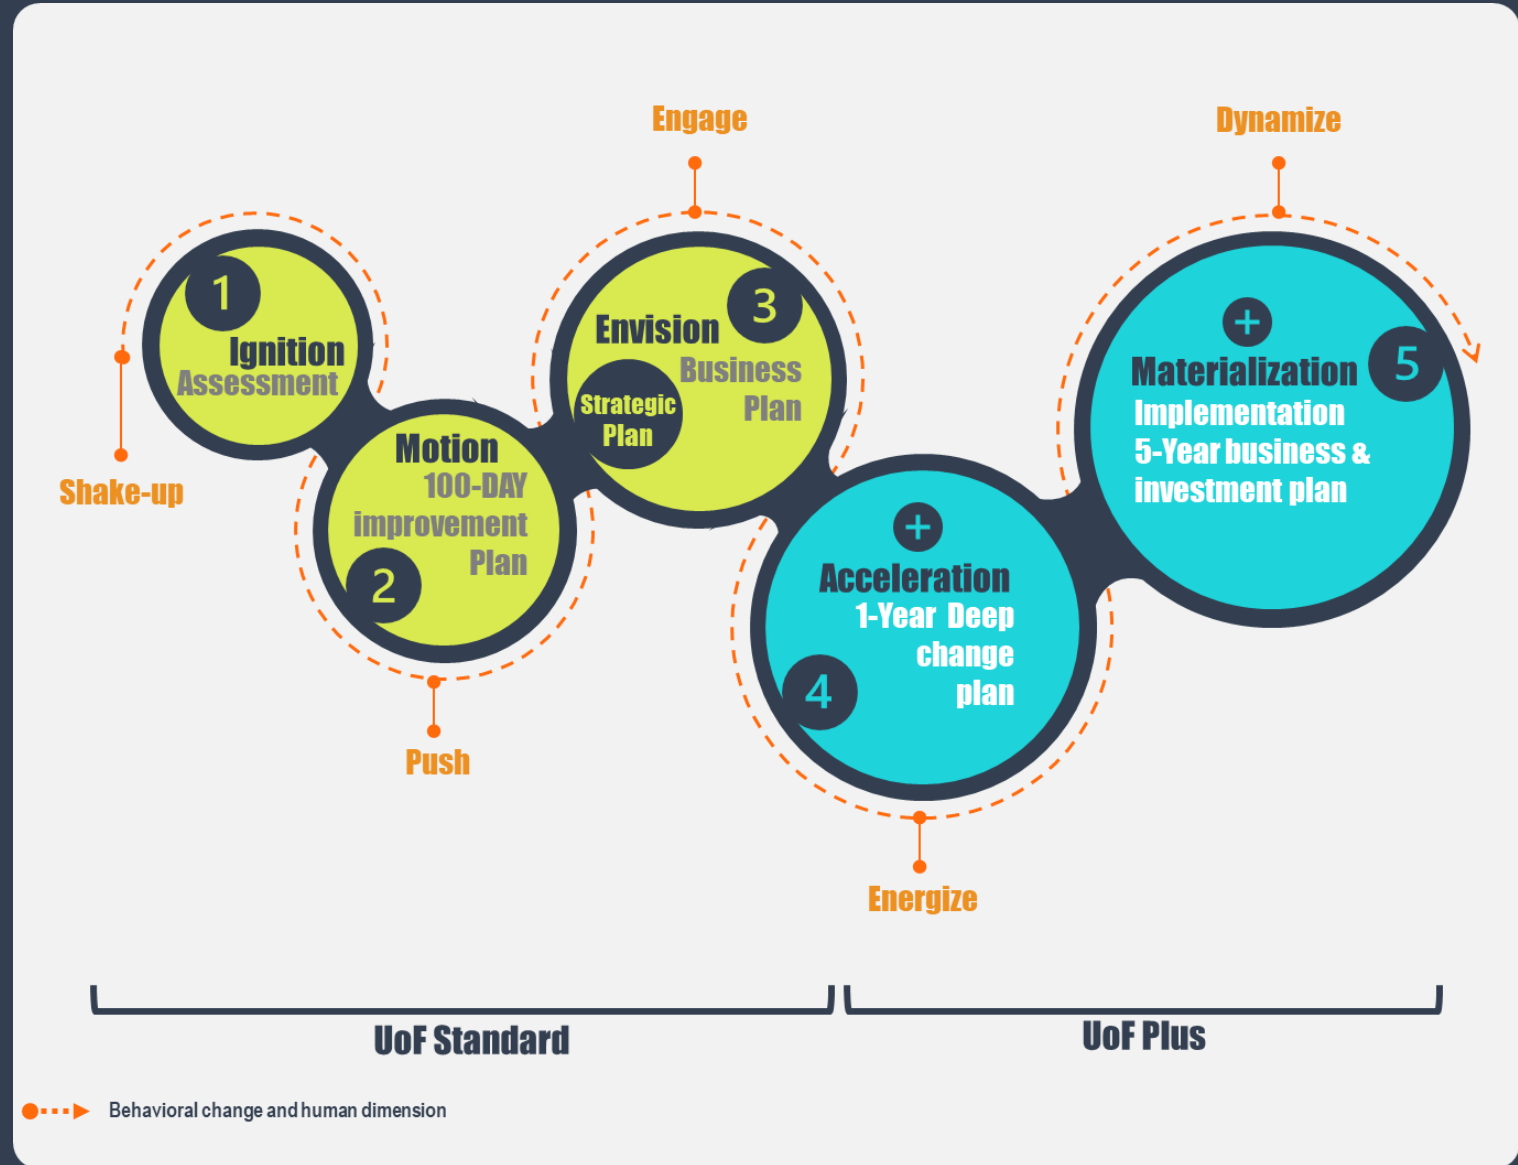 Engage
Dynamize
1
Ignition
Assessment
Shake-up
Motion
100-DAY
improvement
Plan
2
Push
3
Envision
Business
Plan
Strategic
Plan
+
Acceleration
1-Year Deep
change
plan
4
Energize
+
Materialization
5
Implementation
5-Year business &
investment plan
UoF Standard
UoF Plus
Behavioral change and human dimension